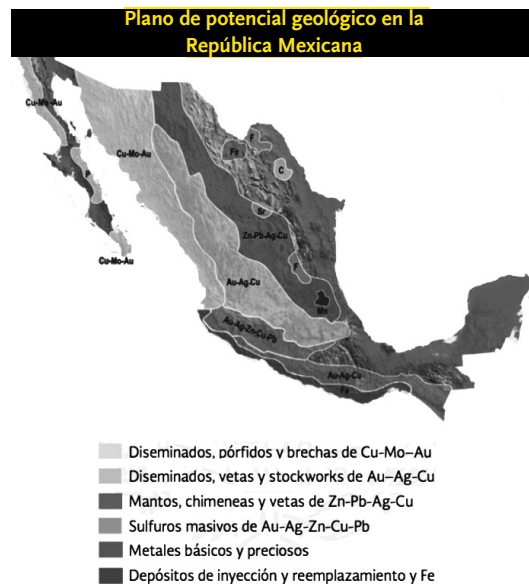 Plano de potencial geológico en la
República Mexicana
Cu-Mo-Au
F
Fe
Cu-Mo-Au
C
P
Sr
Zn-Pb-Ag-Cu
Cu-Mo-Au
F
Au-Ag-Cu
Mn
Au-Ag-Zn-Cu-Pb
Au-Ag-Cu
Fe
Diseminados, pórfidos y brechas de Cu-Mo–Au
Diseminados, vetas y stockworks de Au–Ag-Cu
Mantos, chimeneas y vetas de Zn-Pb-Ag-Cu
Sulfuros masivos de Au-Ag-Zn-Cu-Pb
Metales básicos y preciosos
Depósitos de inyección y reemplazamiento y Fe